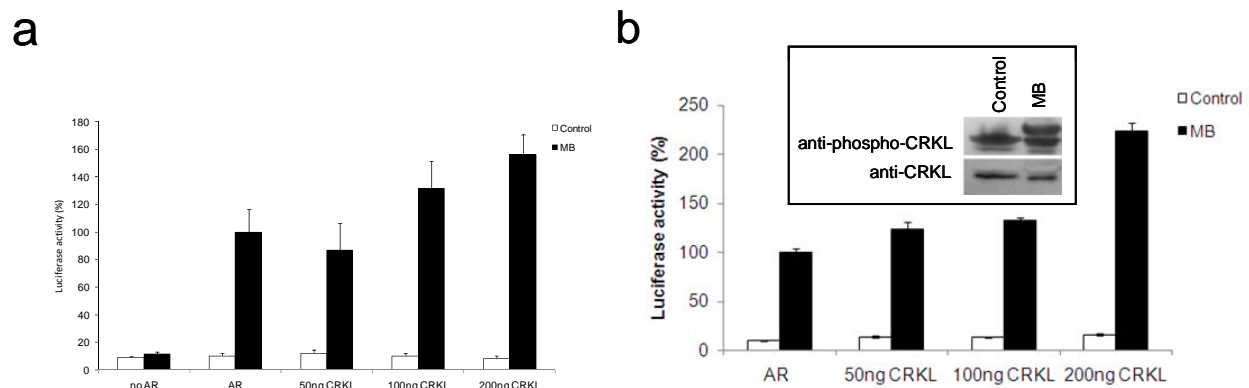 a
Luciferase activity (%)
180
160
140
120
100
80
60
40
20
0
no AR
AR
50ng CRKL
100ng CRKL
200ng CRKL
Control
MB
b
Luciferase activity (%)
250
200
150
100
50
0
AR
50ng CRKL
100ng CRKL
200ng CRKL
Control
MB
Control
MB
anti-phospho-CRKL
anti-CRKL